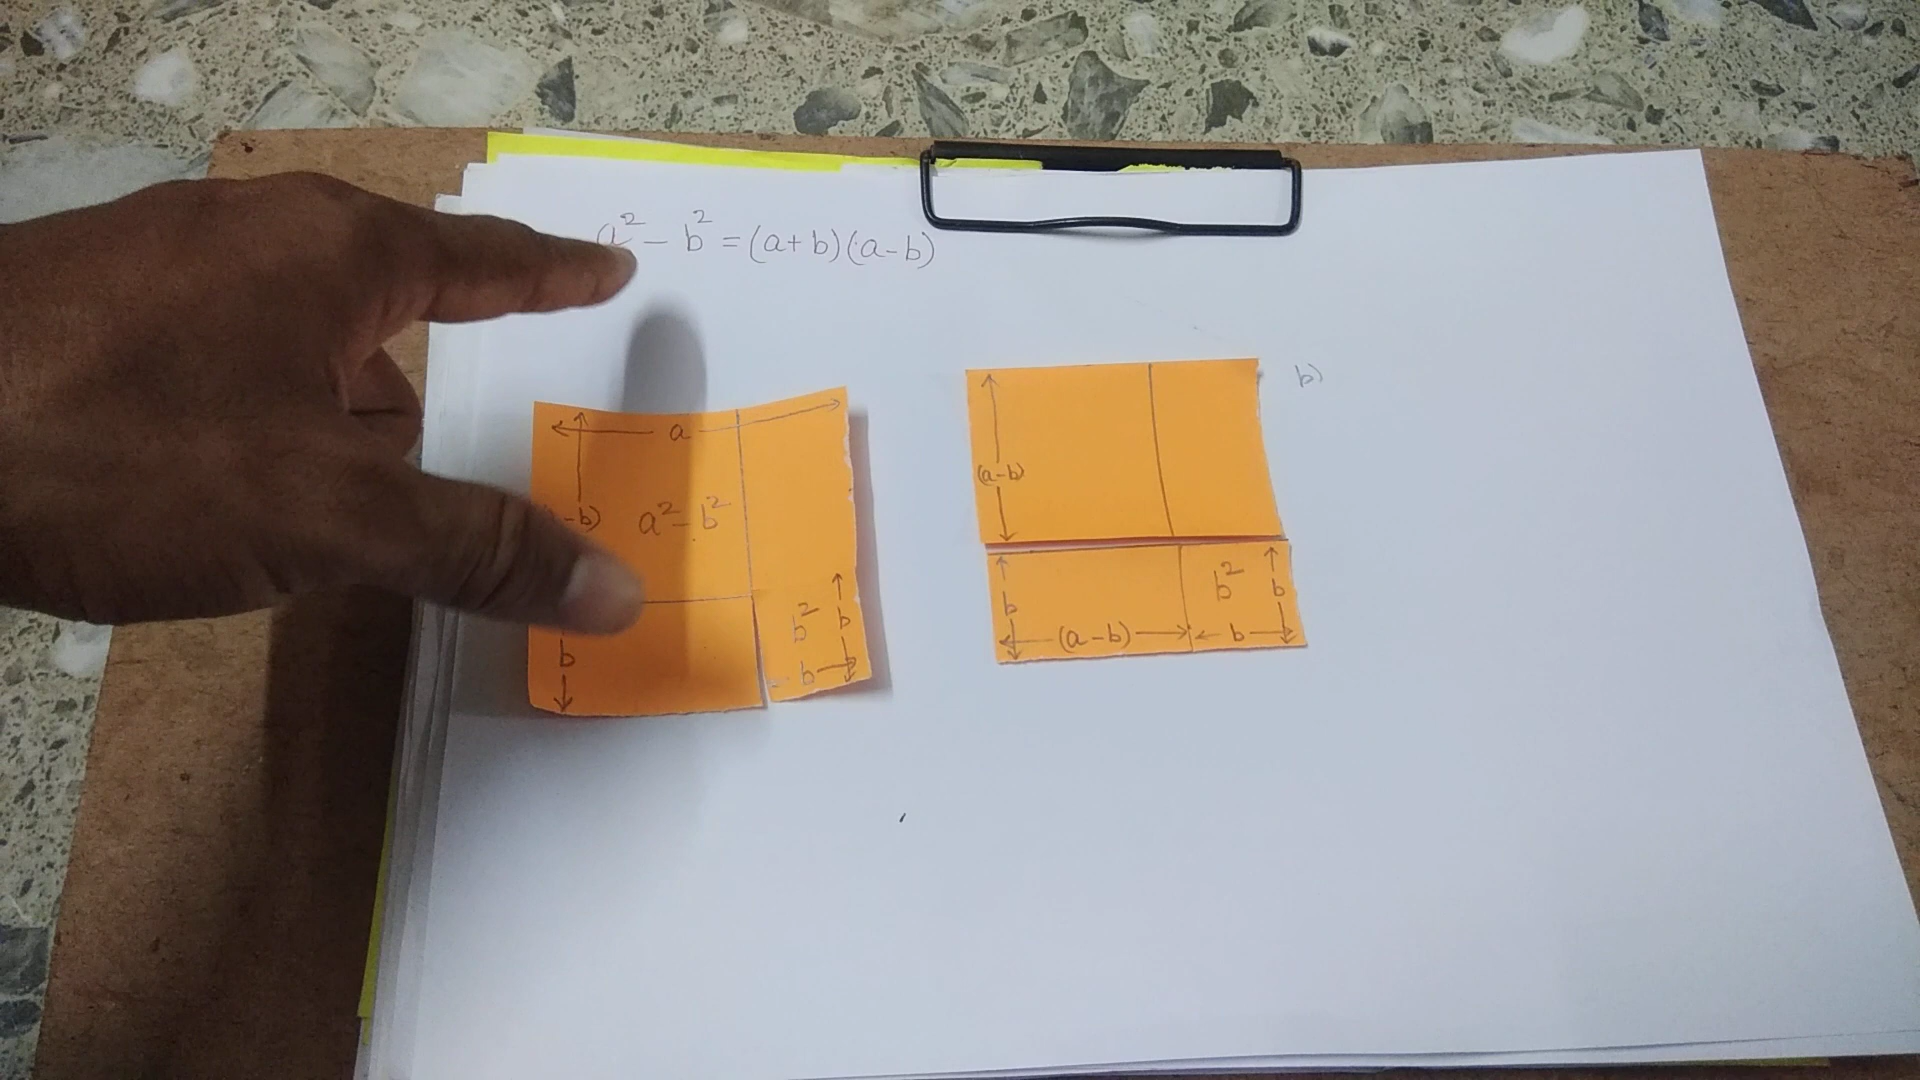 a² - b² = (a+b)(a-b)
a
-b)
a² - b²
b
b²
b
b
b)
(a-b)
b
(a-b)
b²
b
b